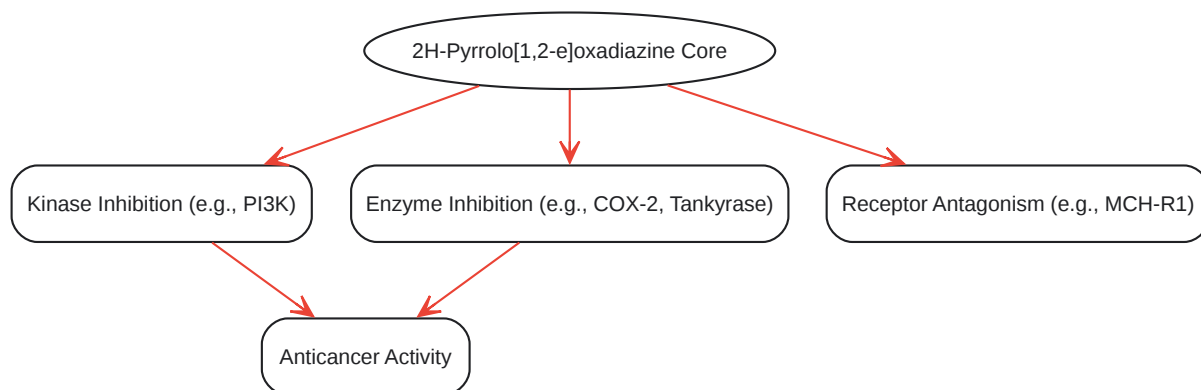 2H-Pyrrolo[1,2-e]oxadiazine Core
Kinase Inhibition (e.g., PI3K)
Enzyme Inhibition (e.g., COX-2, Tankyrase)
Receptor Antagonism (e.g., MCH-R1)
Anticancer Activity